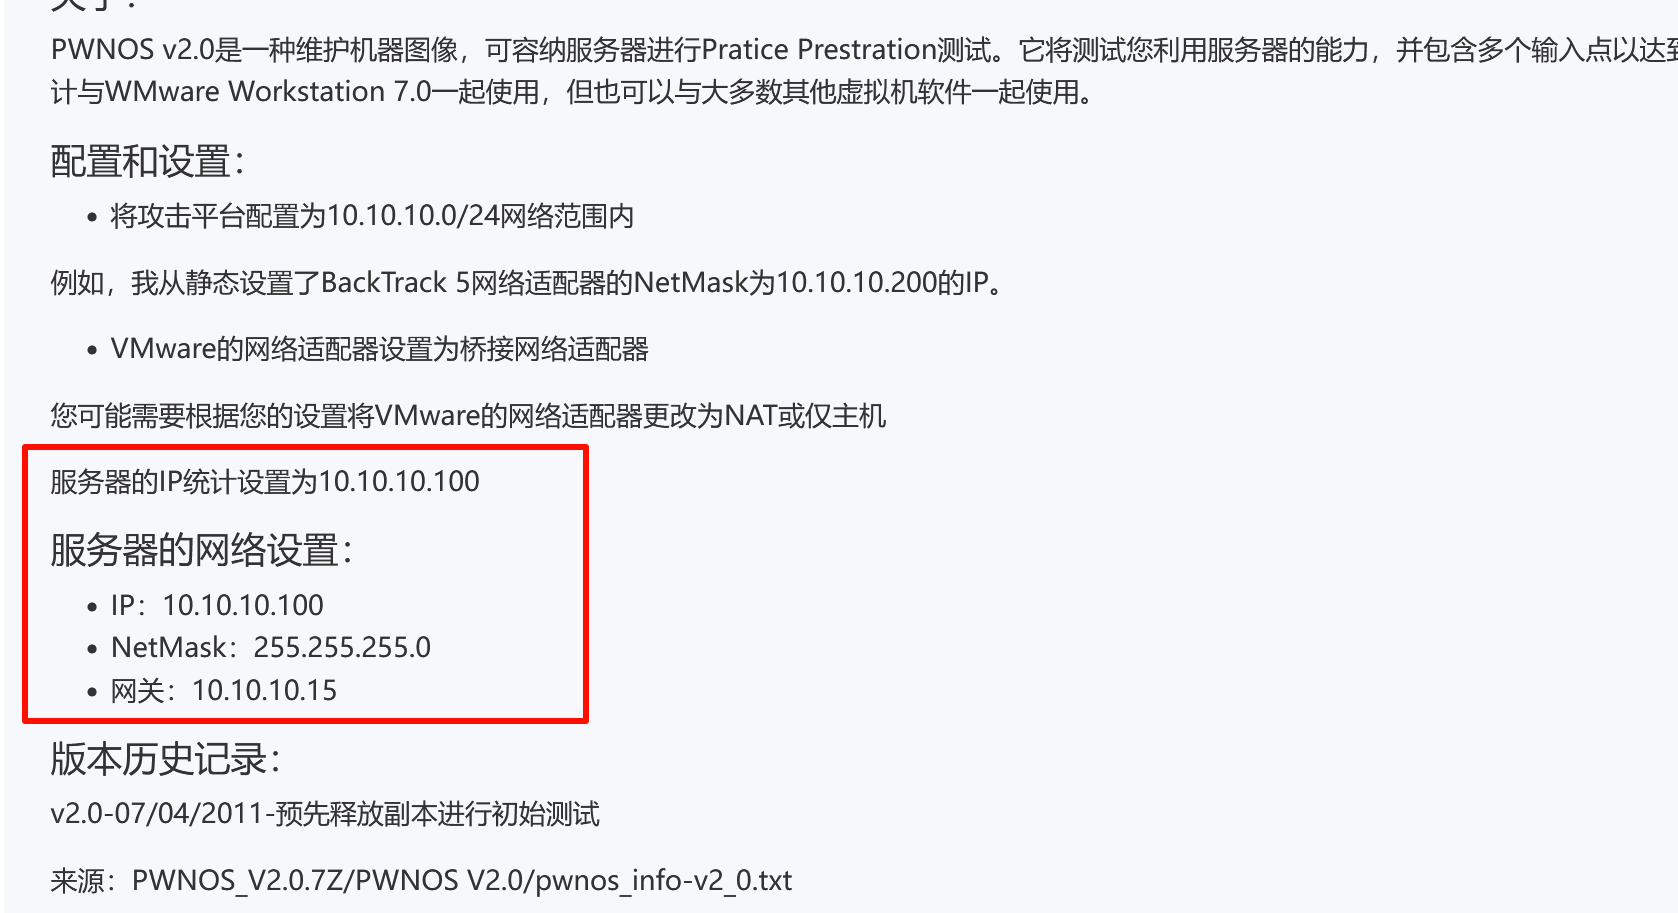 关于：
PWNOS v2.0是一种维护机器图像，可容纳服务器进行Pratice Prestration测试。它将测试您利用服务器的能力，并包含多个输入点以达到
计与WMware Workstation 7.0一起使用，但也可以与大多数其他虚拟机软件一起使用。
配置和设置：
• 将攻击平台配置为10.10.10.0/24网络范围内
例如，我从静态设置了BackTrack 5网络适配器的NetMask为10.10.10.200的IP。
• VMware的网络适配器设置为桥接网络适配器
您可能需要根据您的设置将VMware的网络适配器更改为NAT或仅主机
服务器的IP统计设置为10.10.10.100
服务器的网络设置：
• IP：10.10.10.100
• NetMask：255.255.255.0
• 网关：10.10.10.15
版本历史记录：
v2.0-07/04/2011-预先释放副本进行初始测试
来源：PWNOS_V2.0.7Z/PWNOS V2.0/pwnos_info-v2_0.txt